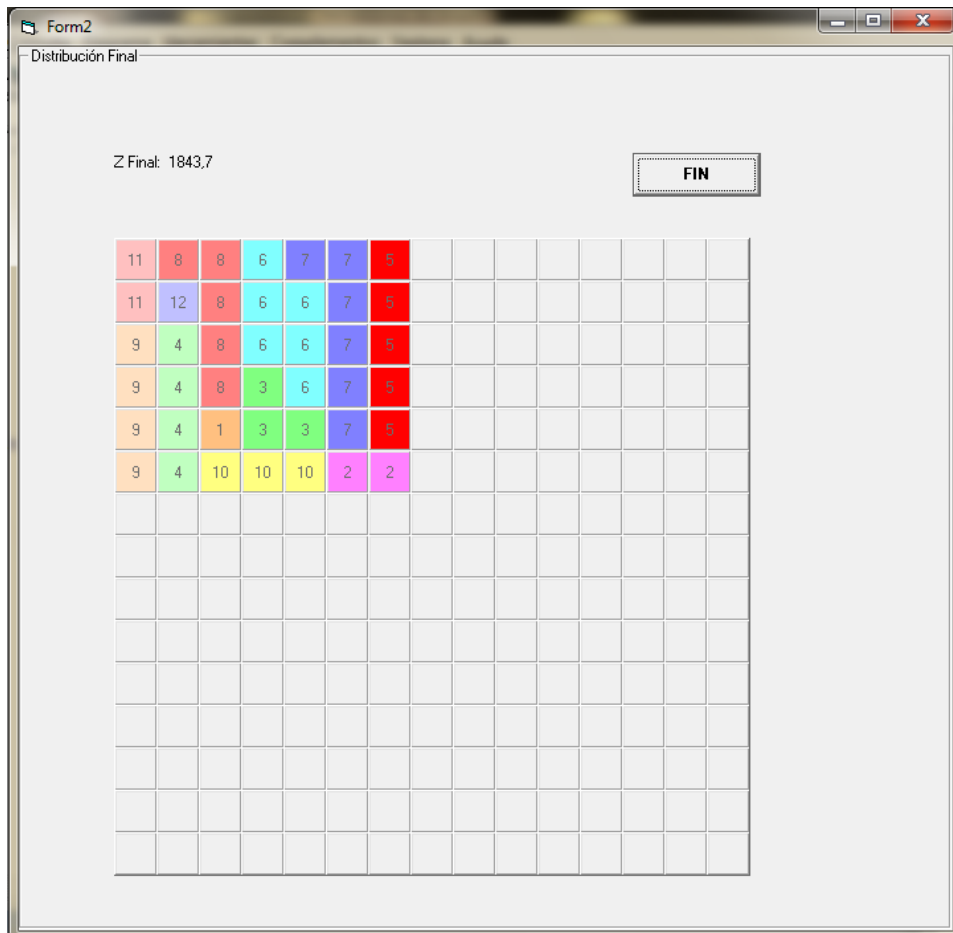 Form2
Distribución Final
Z Final: 1843,7
FIN
11 8 8 6 7 7 5
11 12 8 6 6 7 5
9 4 8 6 6 7 5
9 4 8 3 6 7 5
9 4 1 3 3 7 5
9 4 10 10 10 2 2